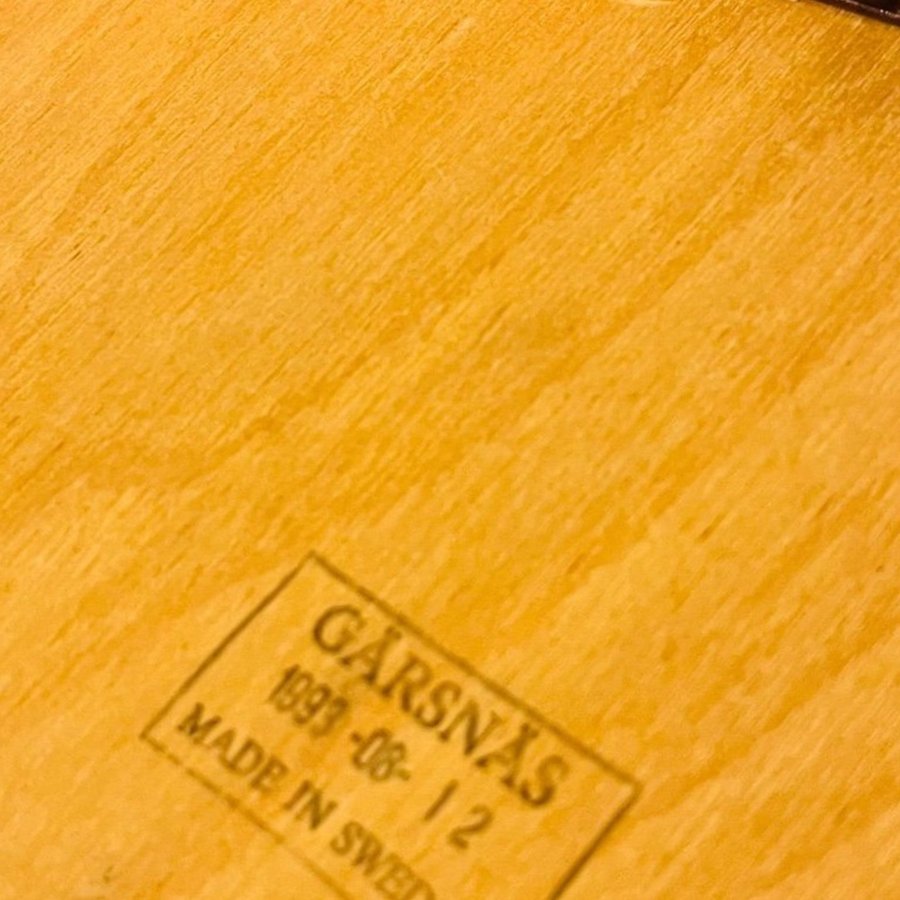 GÄRSNÄS
1993 -08- 12
MADE IN SWED